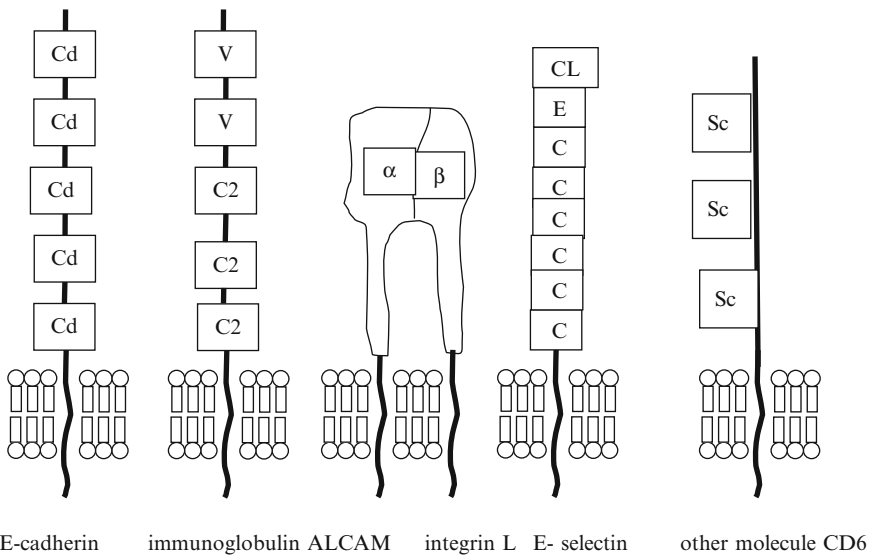 Cd
Cd
Cd
Cd
Cd
V
V
C2
C2
C2
α β
CL
E
C
C
C
C
C
C
Sc
Sc
Sc
E-cadherin immunoglobulin ALCAM integrin L E- selectin other molecule CD6